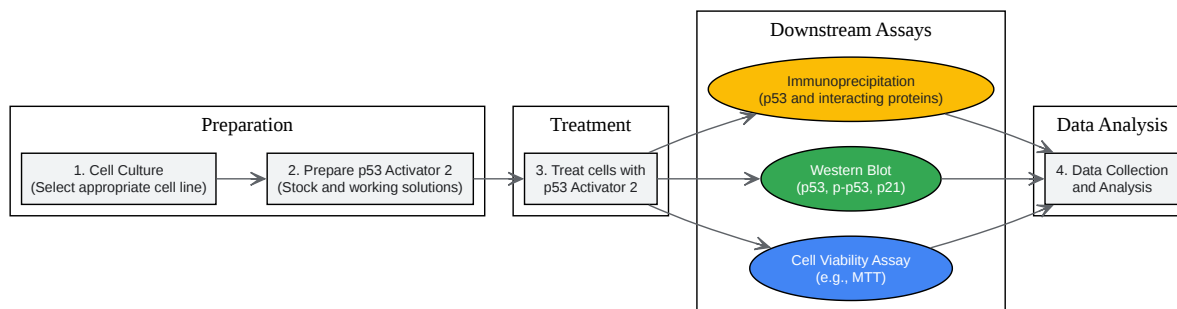 Preparation
1. Cell Culture
(Select appropriate cell line)
2. Prepare p53 Activator 2
(Stock and working solutions)
Treatment
3. Treat cells with
p53 Activator 2
Downstream Assays
Immunoprecipitation
(p53 and interacting proteins)
Western Blot
(p53, p-p53, p21)
Cell Viability Assay
(e.g., MTT)
Data Analysis
4. Data Collection
and Analysis